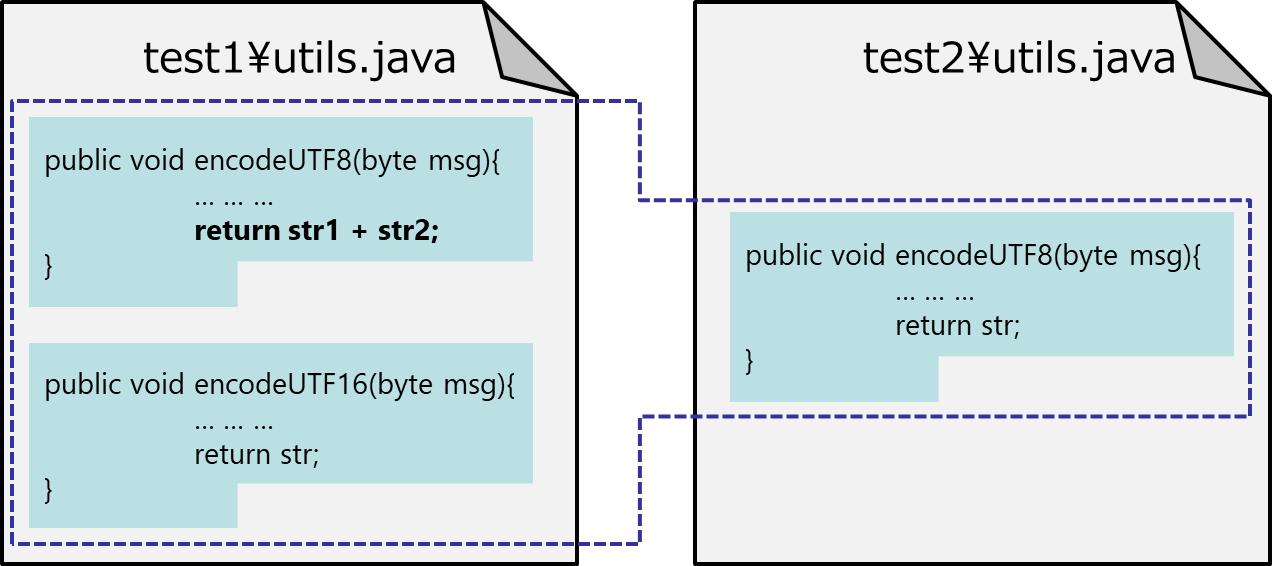 test1¥utils.java
public void encodeUTF8(byte msg){
... ... ...
return str1 + str2;
}
public void encodeUTF16(byte msg){
... ... ...
return str;
}
test2¥utils.java
public void encodeUTF8(byte msg){
... ... ...
return str;
}